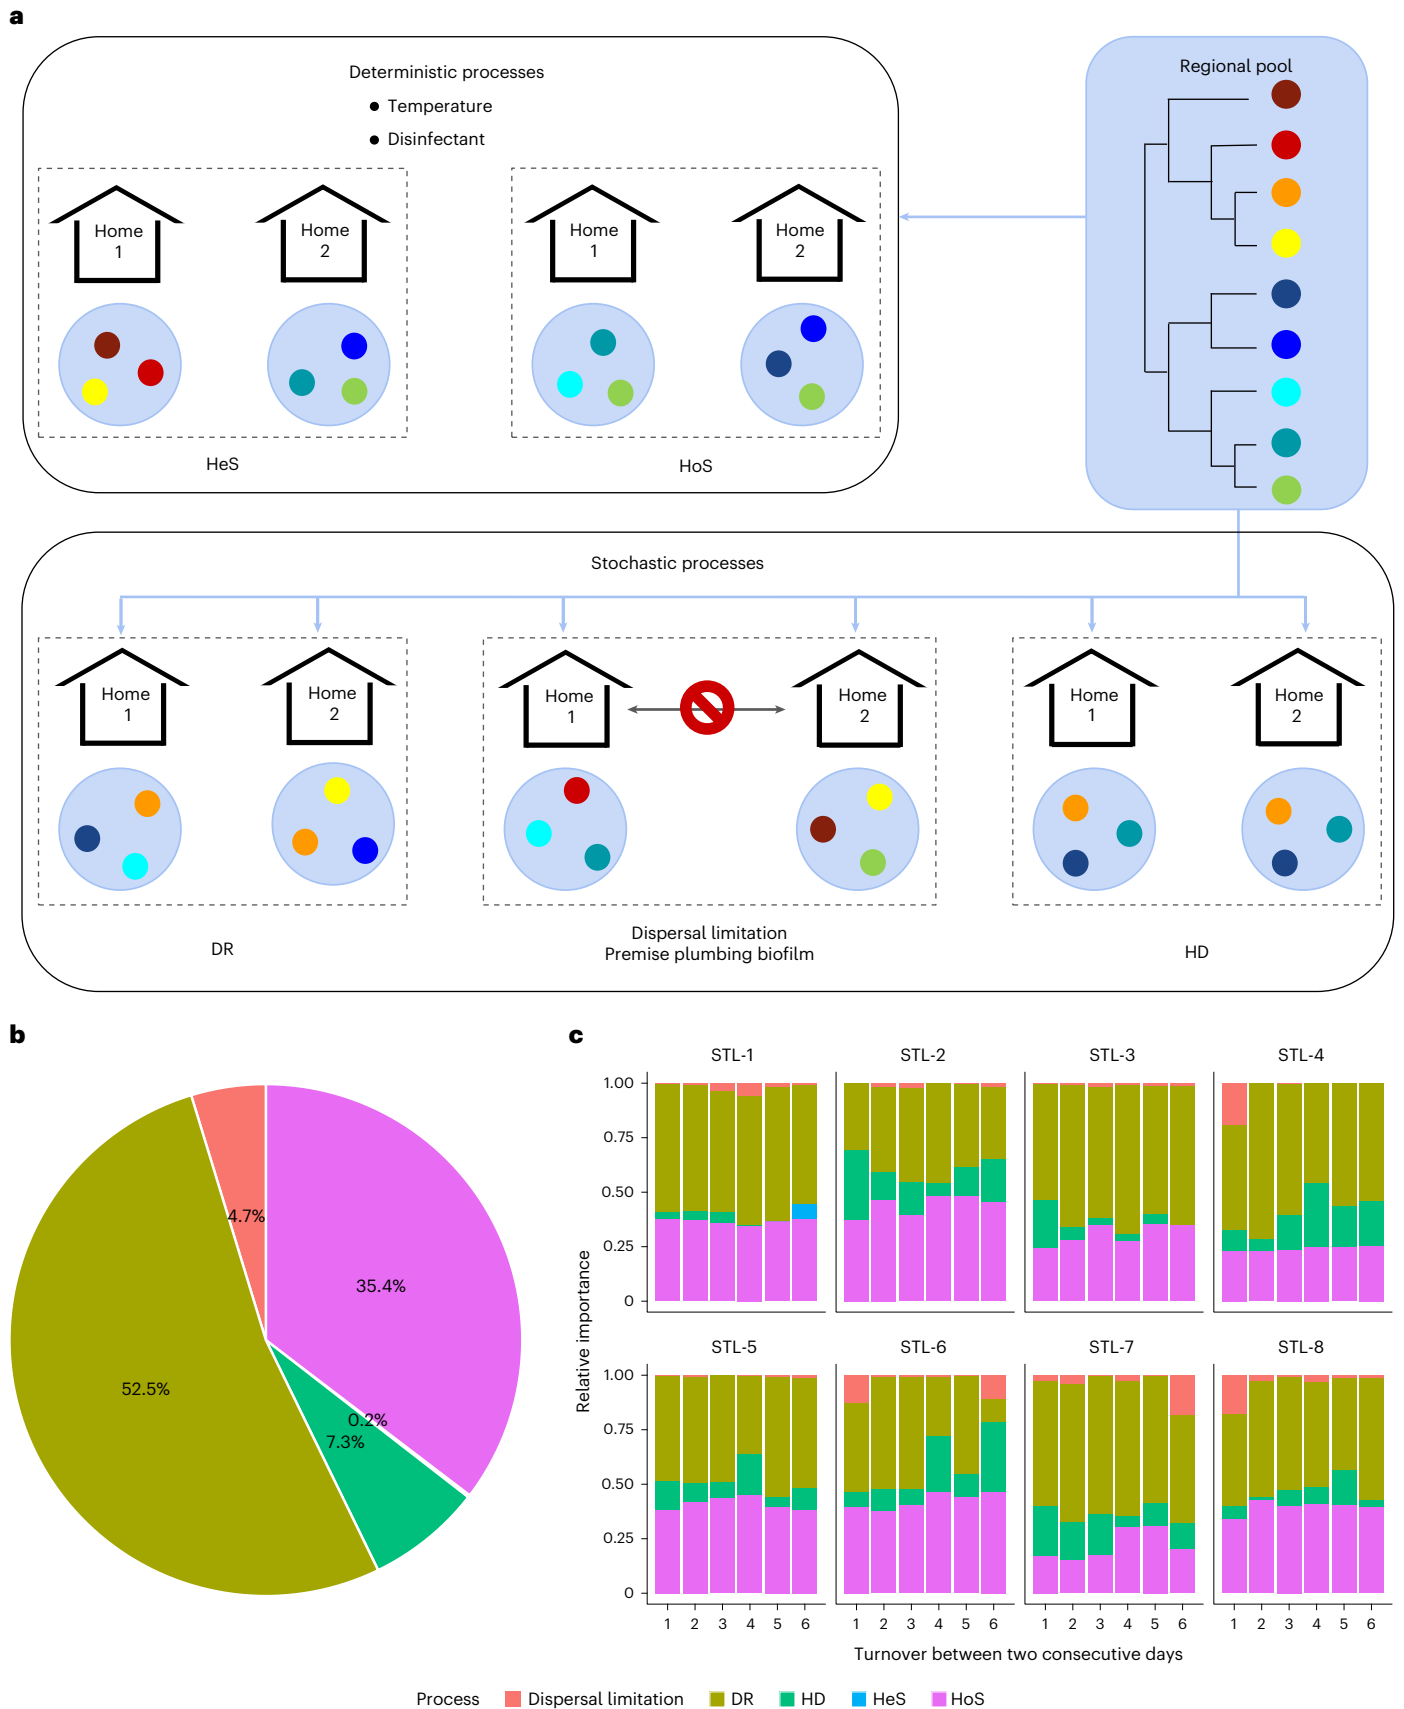 a
Deterministic processes
● Temperature
● Disinfectant
Home
1
Home
2
Home
1
Home
2
HeS
HoS
Regional pool
Stochastic processes
Home
1
Home
2
Home
1
Home
2
Home
1
Home
2
DR
Dispersal limitation
Premise plumbing biofilm
HD
b
4.7%
35.4%
52.5%
0.2%
7.3%
c
STL-1 STL-2 STL-3 STL-4
1.00
0.75
0.50
0.25
0
STL-5 STL-6 STL-7 STL-8
1.00
0.75
0.50
0.25
0
Relative importance
1 2 3 4 5 6 1 2 3 4 5 6 1 2 3 4 5 6 1 2 3 4 5 6
Turnover between two consecutive days
Process Dispersal limitation DR HD HeS HoS